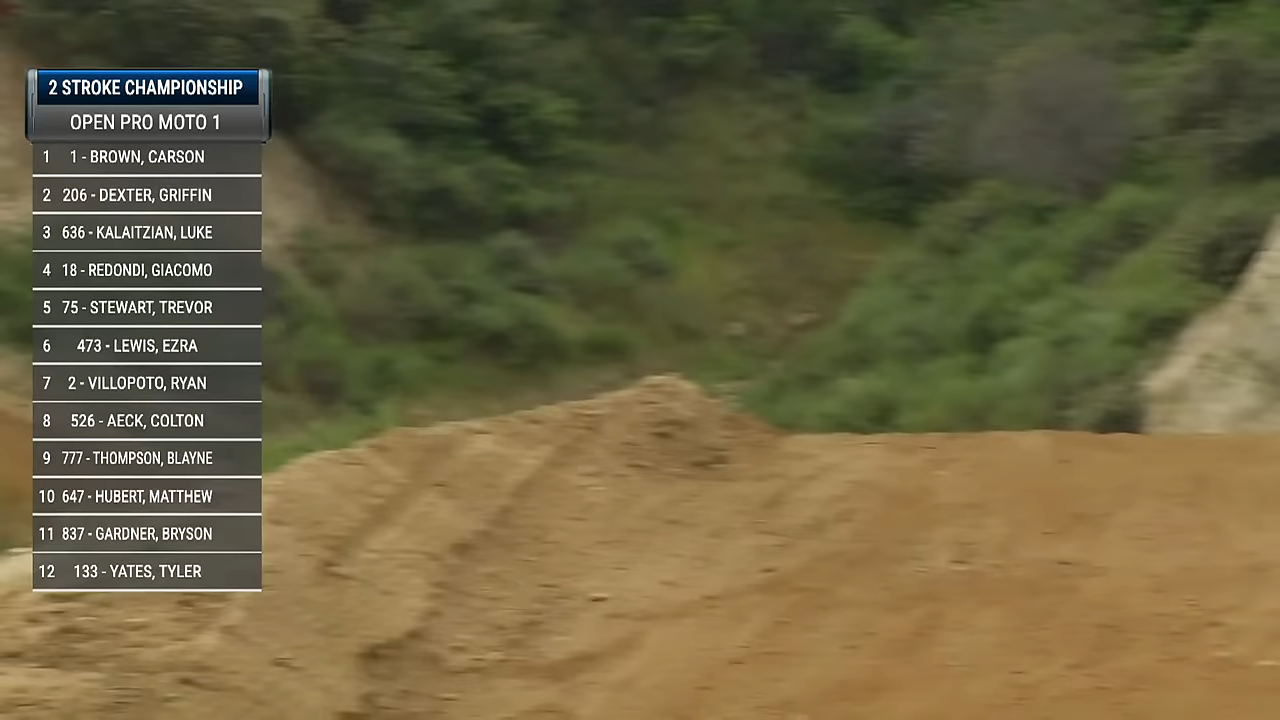 2 STROKE CHAMPIONSHIP
OPEN PRO MOTO 1
1 1 - BROWN, CARSON
2 206 - DEXTER, GRIFFIN
3 636 - KALAITZIAN, LUKE
4 18 - REDONDI, GIACOMO
5 75 - STEWART, TREVOR
6 473 - LEWIS, EZRA
7 2 - VILLOPOTO, RYAN
8 526 - AECK, COLTON
9 777 - THOMPSON, BLAYNE
10 647 - HUBERT, MATTHEW
11 837 - GARDNER, BRYSON
12 133 - YATES, TYLER